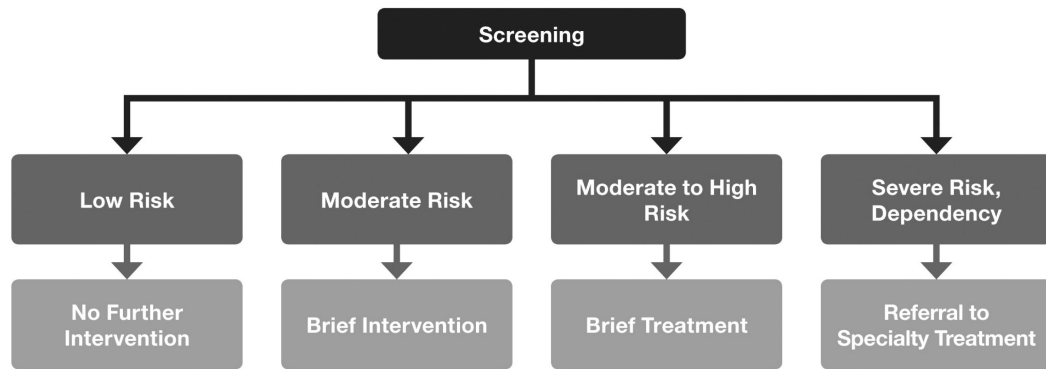 Screening
Low Risk
Moderate Risk
Moderate to High
Risk
Severe Risk,
Dependency
No Further
Intervention
Brief Intervention
Brief Treatment
Referral to
Specialty Treatment